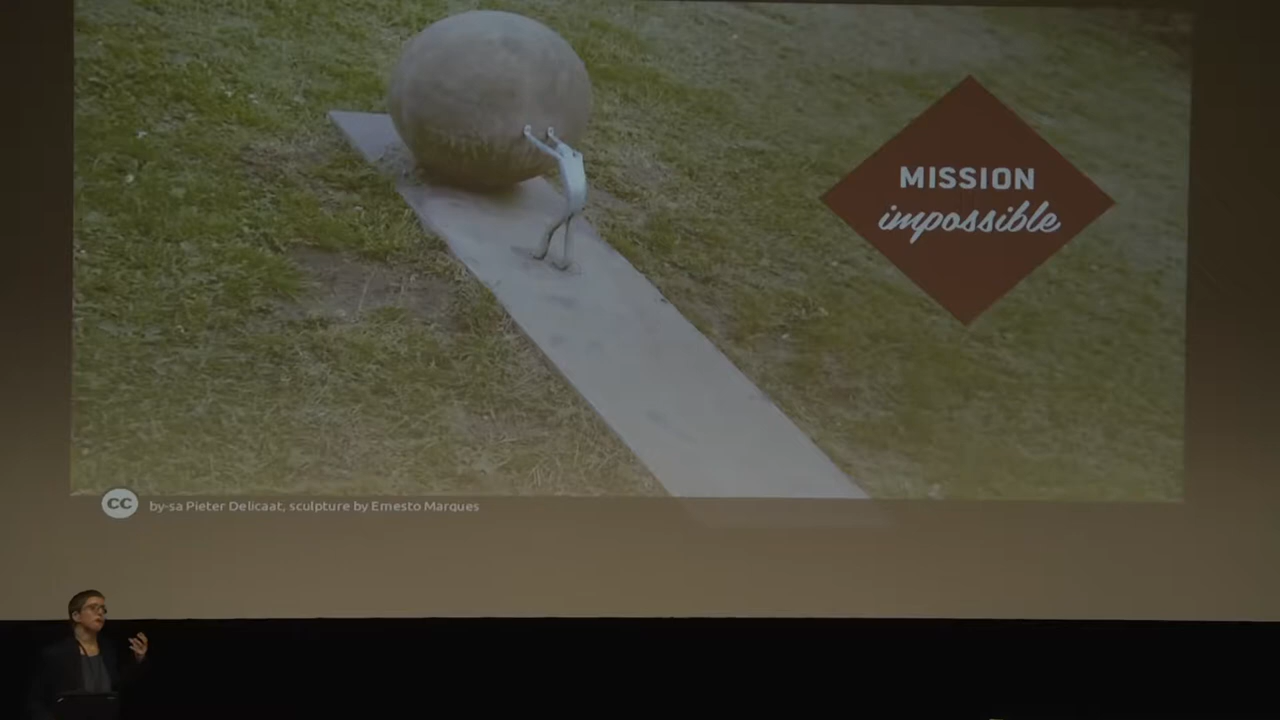 MISSION
impossible
CC
by-sa Pieter Delicaat, sculpture by Ernesto Marques